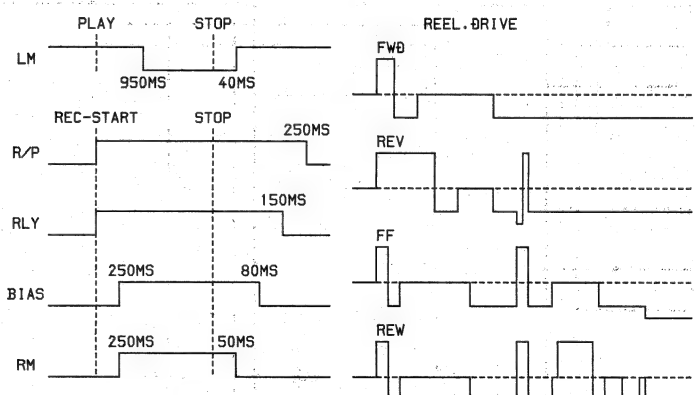 PLAY STOP
LM
950MS 40MS
REC-START STOP
250MS
R/P
150MS
RLY
250MS 80MS
BIAS
250MS 50MS
RM
REEL.DRIVE
FWD
REV
FF
REW